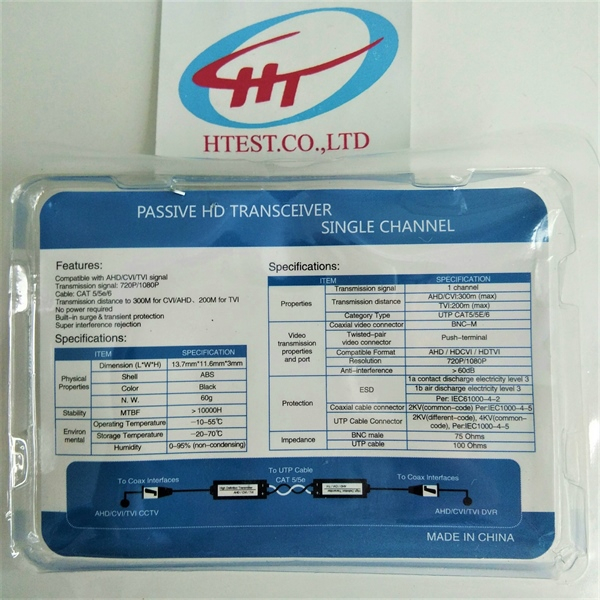 HT
HTEST.CO.,LTD
PASSIVE HD TRANSCEIVER
SINGLE CHANNEL
Features:
Compatible with AHD/CVI/TVI signal
Transmission signal: 720P/1080P
Cable: CAT 5/5e/6
Transmission distance to 300M for CVI/AHD、200M for TVI
No power required
Built-in surge & transient protection
Super interference rejection
Specifications:
ITEM SPECIFICATION
Physical Properties Dimension (L*W*H) 13.7mm*11.6mm*3mm
Shell ABS
Color Black
N. W. 60g
Stability MTBF > 10000H
Environ mental Operating Temperature −10–55℃
Storage Temperature −20–70℃
Humidity 0–95% (non-condensing)
Specifications:
ITEM SPECIFICATION
Properties Transmission signal 1 channel
Transmission distance AHD/CVI:300m (max)
TVI:200m (max)
Category Type UTP CAT5/5E/6
Video transmission properties and port Coaxial video connector BNC–M
Twisted-pair video connector Push–terminal
Compatible Format AHD / HDCVI / HDTVI
Resolution 720P/1080P
Anti–interference > 60dB
Protection ESD 1a contact discharge electricity level 3
1b air discharge electricity level 3
Per: IEC61000–4–2
Coaxial cable connector 2KV(common–code) Per:IEC1000–4–5
UTP Cable Connector 2KV(different–code), 4KV(common–code), Per:IEC1000–4–5
Impedance BNC male 75 Ohms
UTP cable 100 Ohms
To Coax Interfaces
To UTP Cable
CAT 5/5e
To Coax Interfaces
AHD/CVI/TVI CCTV
AHD/CVI/TVI DVR
MADE IN CHINA